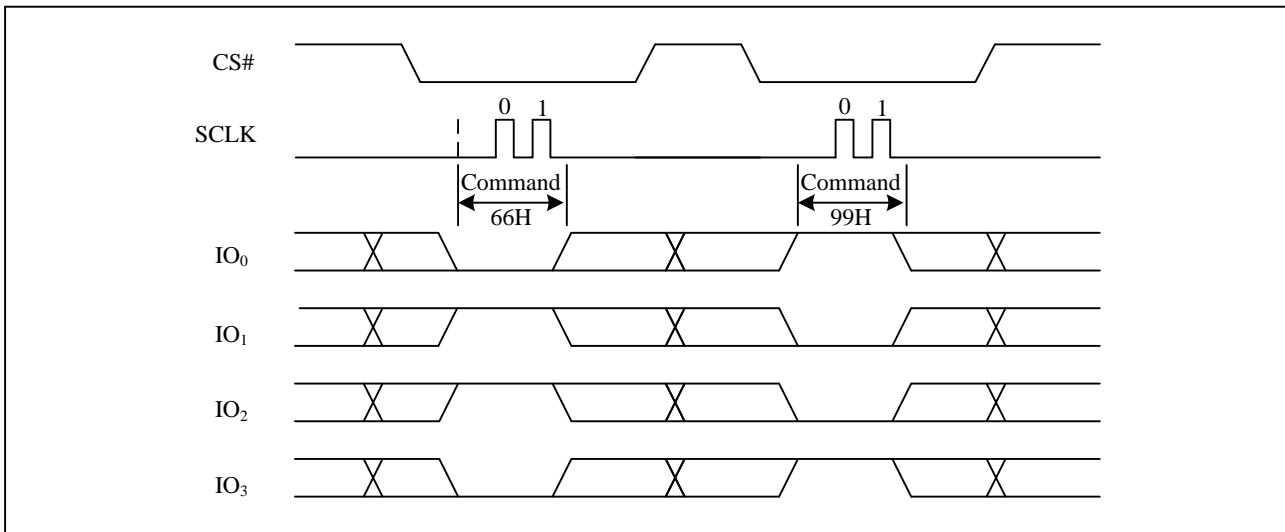 CS#
0 1 0 1
SCLK
Command Command
66H 99H
IO₀
IO₁
IO₂
IO₃